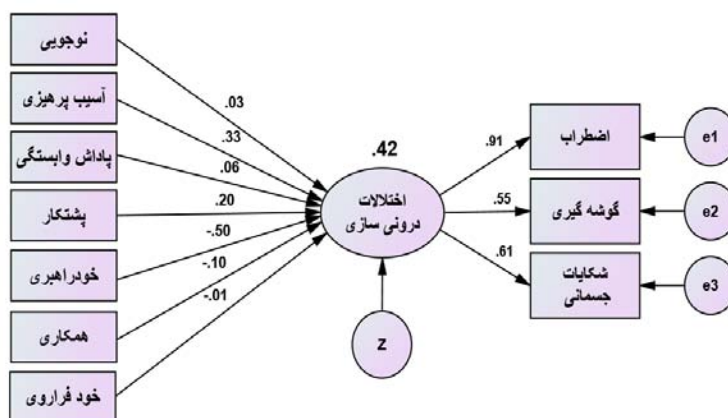 نوجویی
آسیب پرهیزی
پاداش وابستگی
پشتکار
خودراهبری
همکاری
خود فراروی
.03
.33
.06
.20
-.50
-.10
-.01
.42
اختلالات
درونی سازی
z
.91
.55
.61
اضطراب
گوشه گیری
شکایات
جسمانی
e1
e2
e3